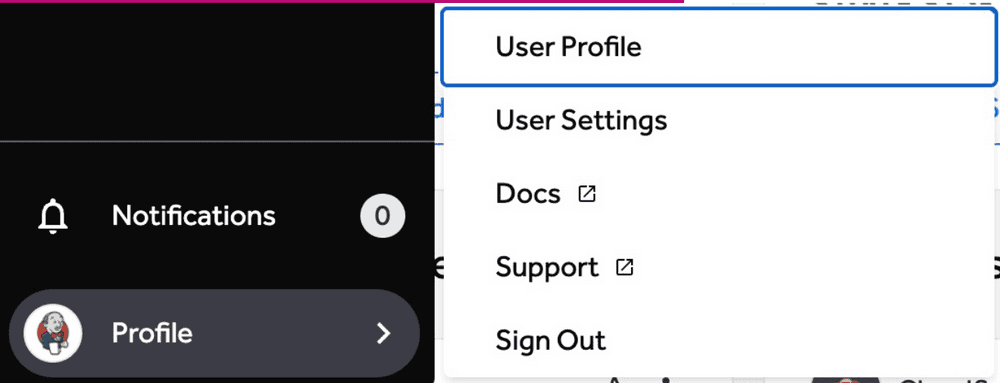 User Profile
User Settings
Docs
Support
Sign Out
Notifications
0
Profile